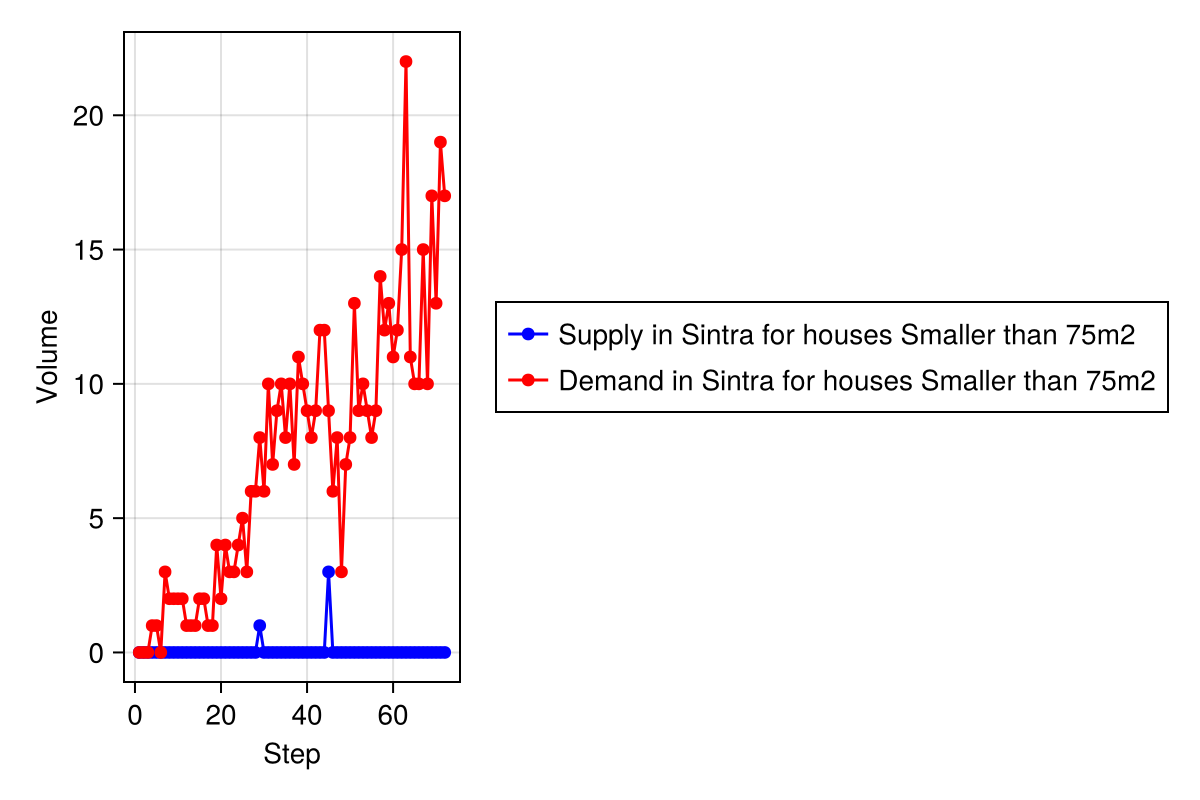 20
15
10
5
0
Volume
0 20 40 60
Step
Supply in Sintra for houses Smaller than 75m2
Demand in Sintra for houses Smaller than 75m2